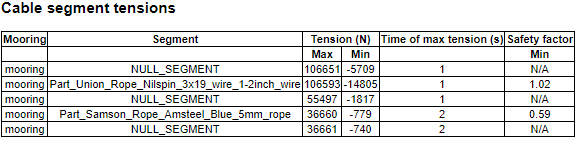 Cable segment tensions
Mooring Segment Tension (N) Time of max tension (s) Safety factor
Max Min Min
mooring NULL_SEGMENT 106651 -5709 1 N/A
mooring Part_Union_Rope_Nilspin_3x19_wire_1-2inch_wire 106593 -14805 1 1.02
mooring NULL_SEGMENT 55497 -1817 1 N/A
mooring Part_Samson_Rope_Amsteel_Blue_5mm_rope 36660 -779 2 0.59
mooring NULL_SEGMENT 36661 -740 2 N/A